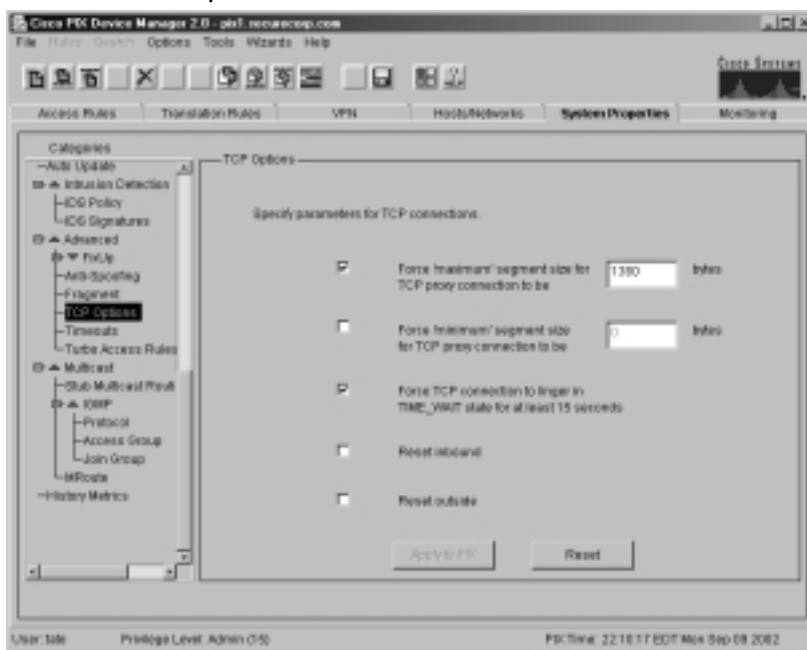 Cisco PIX Device Manager 2.0 - pix1.securecorp.com
File Rules Search Options Tools Wizards Help
Cisco Systems
Access Rules Translation Rules VPN Hosts/Networks System Properties Monitoring
Categories
Auto Update
Intrusion Detection
IDS Policy
IDS Signatures
Advanced
FixUp
Anti-Spoofing
Fragment
TCP Options
Timeouts
Turbo Access Rules
Multicast
Stub Multicast Routi
IGMP
Protocol
Access Group
Join Group
MRoute
History Metrics
TCP Options
Specify parameters for TCP connections.
Force 'maximum' segment size for
TCP proxy connection to be
1380 bytes
Force 'minimum' segment size
for TCP proxy connection to be
0 bytes
Force TCP connection to linger in
TIME_WAIT state for at least 15 seconds
Reset inbound
Reset outside
Apply to PIX Reset
User: tate Privilege Level: Admin (15) PIX Time: 22:10:17 EDT Mon Sep 09 2002